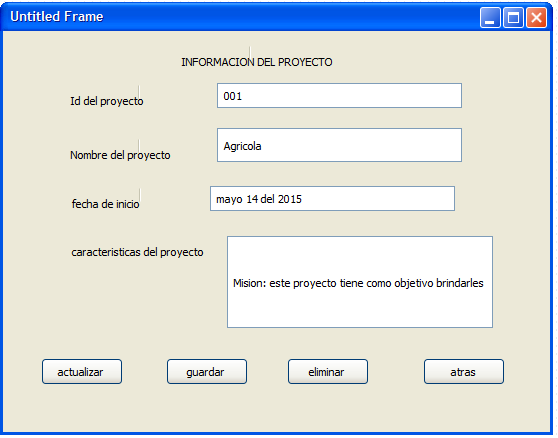 Untitled Frame
INFORMACION DEL PROYECTO
Id del proyecto
001
Nombre del proyecto
Agricola
fecha de inicio
mayo 14 del 2015
caracteristicas del proyecto
Mision: este proyecto tiene como objetivo brindarles
actualizar
guardar
eliminar
atras